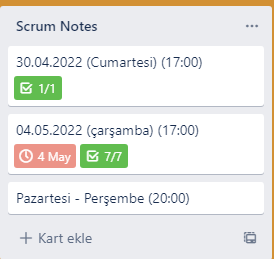 Scrum Notes
30.04.2022 (Cumartesi) (17:00)
1/1
04.05.2022 (çarşamba) (17:00)
4 May 7/7
Pazartesi - Perşembe (20:00)
+ Kart ekle